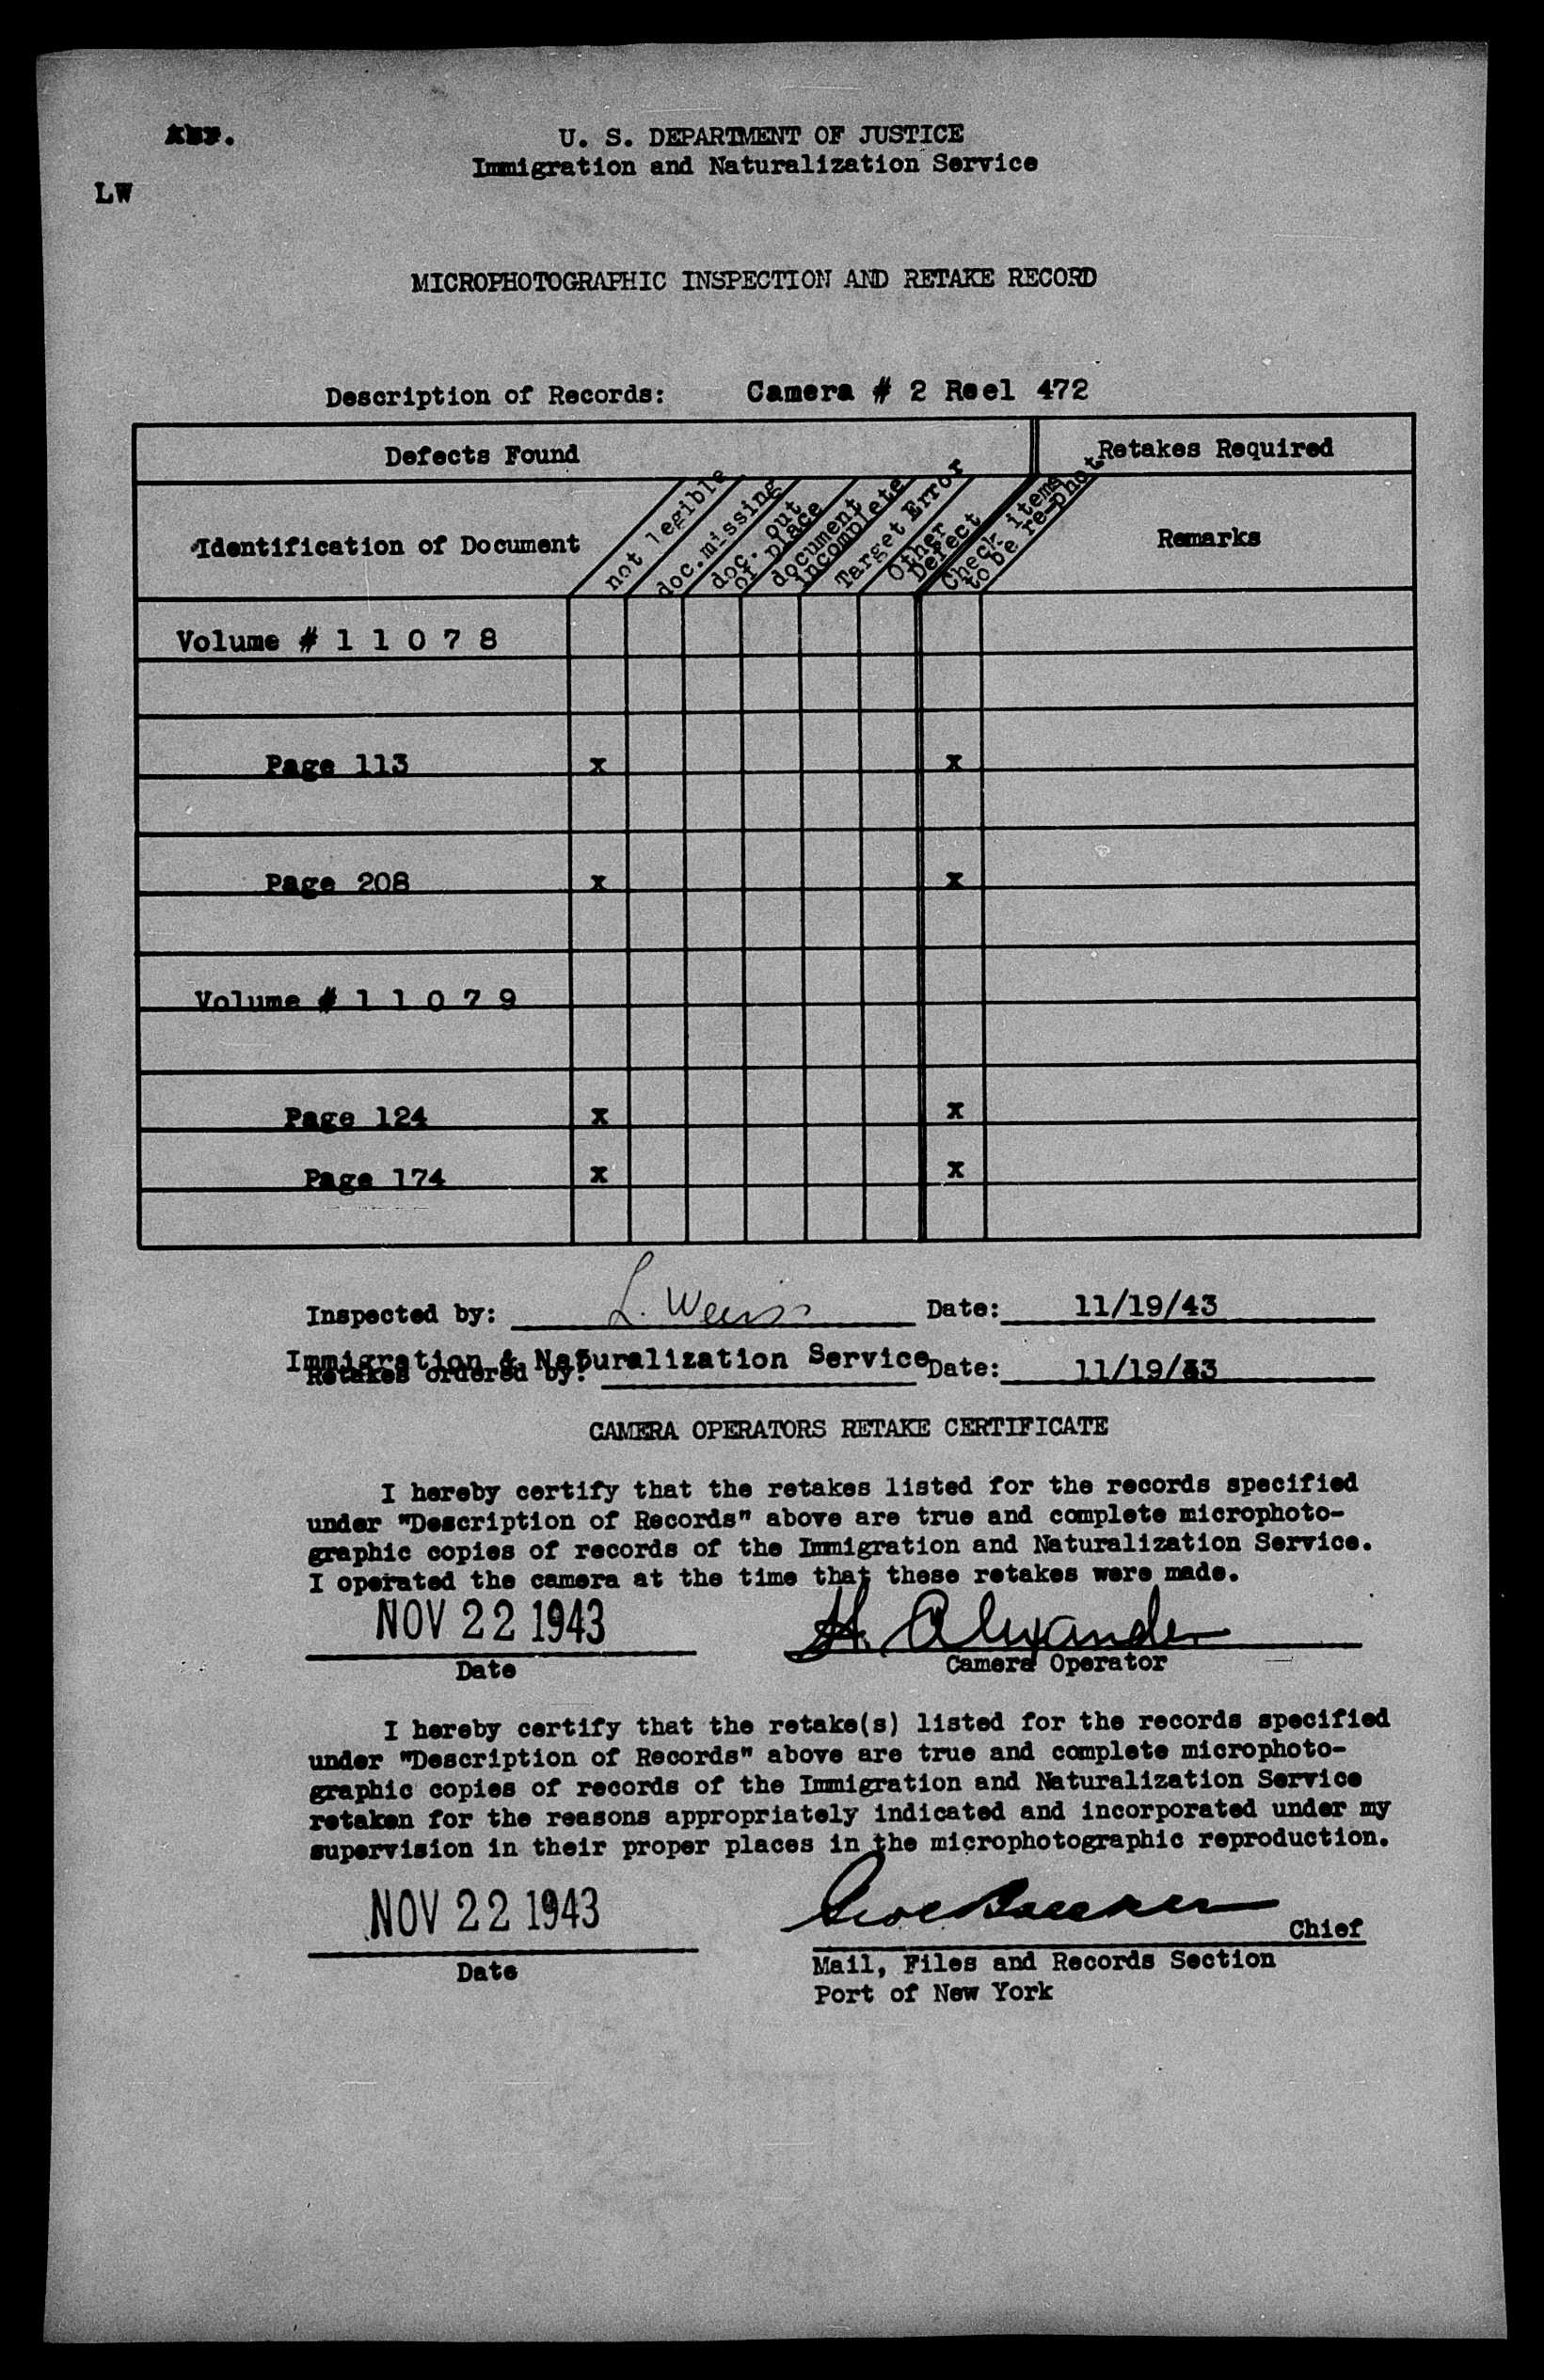 U. S. DEPARTMENT OF JUSTICE
Immigration and Naturalization Service
LW
MICROPHOTOGRAPHIC INSPECTION AND RETAKE RECORD
Description of Records: Camera # 2 Reel 472
Defects Found Retakes Required
Identification of Document not legible doc.missing doc. out of place document incomplete Target Error Other Defect Check items to be re-phot Remarks
Volume # 1 1 0 7 8
Page 113 x x
Page 208 x x
Volume # 1 1 0 7 9
Page 124 x x
Page 174 x x
Inspected by: L. Weiss Date: 11/19/43
Immigration & Naturalization Service
Retakes ordered by: Date: 11/19/43
CAMERA OPERATORS RETAKE CERTIFICATE
I hereby certify that the retakes listed for the records specified
under "Description of Records" above are true and complete microphoto-
graphic copies of records of the Immigration and Naturalization Service.
I operated the camera at the time that these retakes were made.
NOV 22 1943 H. Alexander
Date Camera Operator
I hereby certify that the retake(s) listed for the records specified
under "Description of Records" above are true and complete microphoto-
graphic copies of records of the Immigration and Naturalization Service
retaken for the reasons appropriately indicated and incorporated under my
supervision in their proper places in the microphotographic reproduction.
NOV 22 1943 Chief
Date Mail, Files and Records Section
Port of New York